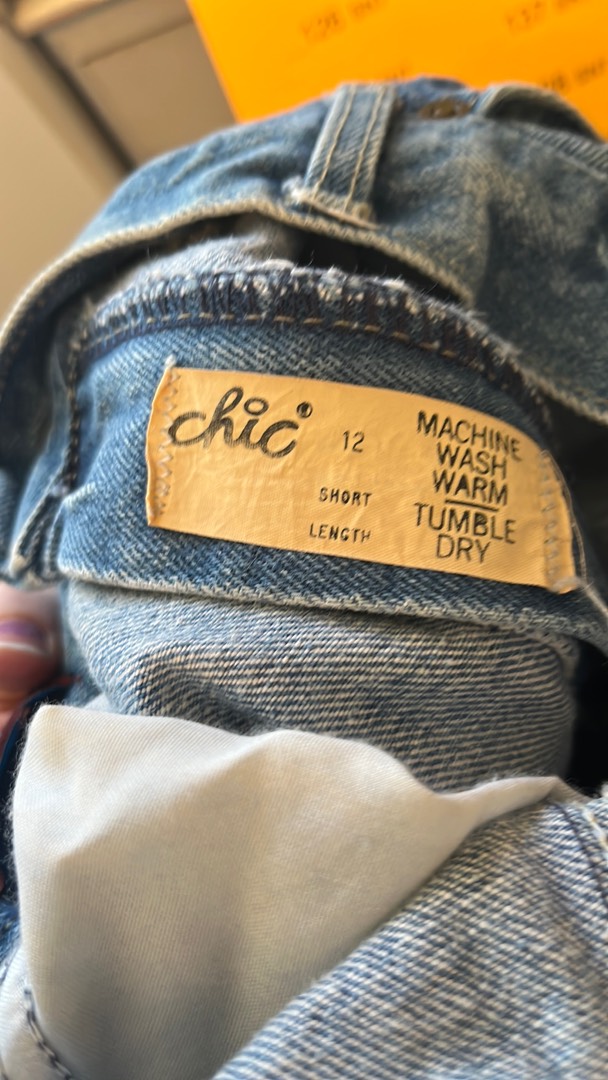 chic®
12
SHORT
LENGTH
MACHINE
WASH
WARM
TUMBLE
DRY